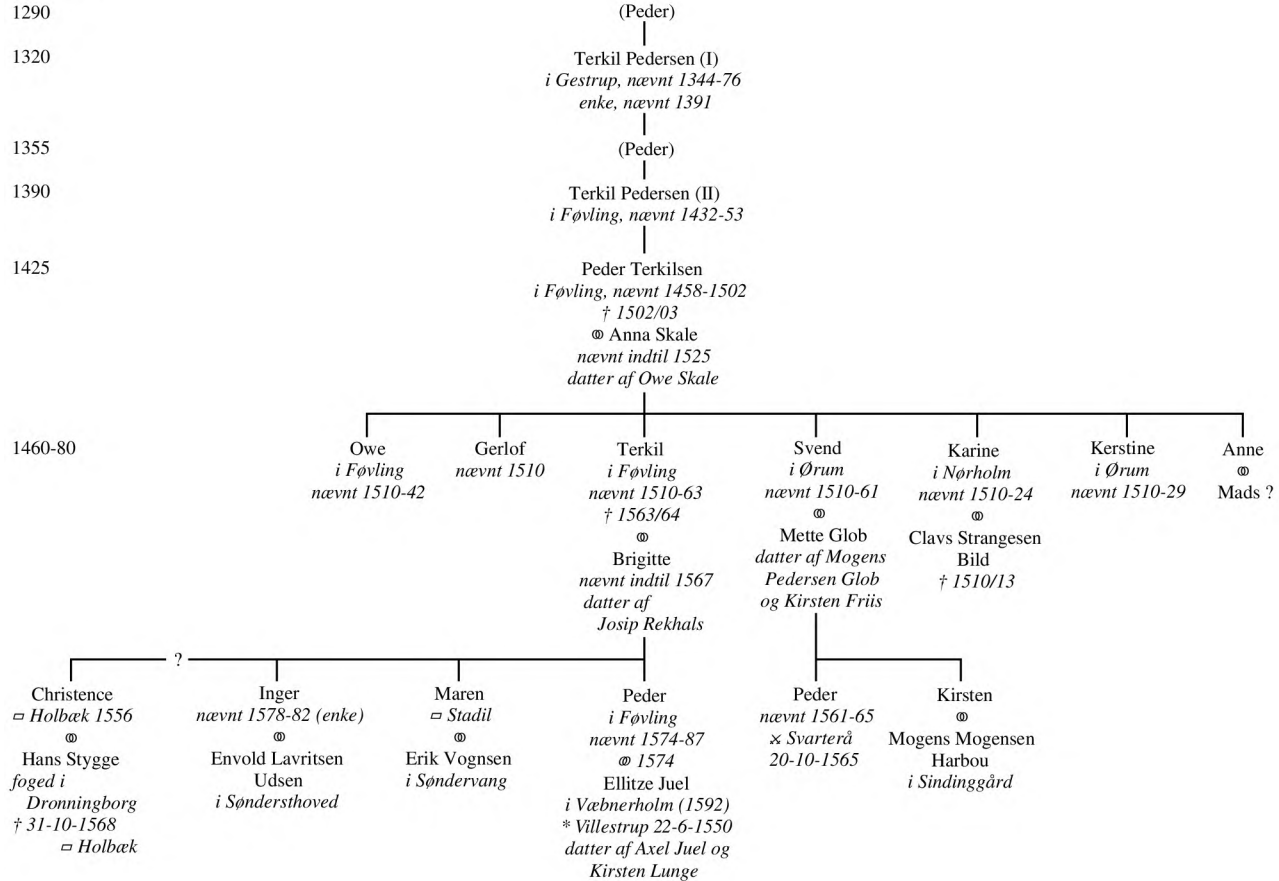 1290
(Peder)
1320
Terkil Pedersen (I)
i Gestrup, nævnt 1344-76
enke, nævnt 1391
1355
(Peder)
1390
Terkil Pedersen (II)
i Føvling, nævnt 1432-53
1425
Peder Terkilsen
i Føvling, nævnt 1458-1502
† 1502/03
⚭ Anna Skale
nævnt indtil 1525
datter af Owe Skale
1460-80
Owe
i Føvling
nævnt 1510-42
Gerlof
nævnt 1510
Terkil
i Føvling
nævnt 1510-63
† 1563/64
⚭
Brigitte
nævnt indtil 1567
datter af
Josip Rekhals
Svend
i Ørum
nævnt 1510-61
⚭
Mette Glob
datter af Mogens
Pedersen Glob
og Kirsten Friis
Karine
i Nørholm
nævnt 1510-24
⚭
Clavs Strangesen
Bild
† 1510/13
Kerstine
i Ørum
nævnt 1510-29
Anne
⚭
Mads ?
?
Christence
▭ Holbæk 1556
⚭
Hans Stygge
foged i
Dronningborg
† 31-10-1568
▭ Holbæk
Inger
nævnt 1578-82 (enke)
⚭
Envold Lavritsen
Udsen
i Søndersthoved
Maren
▭ Stadil
⚭
Erik Vognsen
i Søndervang
Peder
i Føvling
nævnt 1574-87
⚭ 1574
Ellitze Juel
i Væbnerholm (1592)
* Villestrup 22-6-1550
datter af Axel Juel og
Kirsten Lunge
Peder
nævnt 1561-65
⚔ Svarterå
20-10-1565
Kirsten
⚭
Mogens Mogensen
Harbou
i Sindinggård